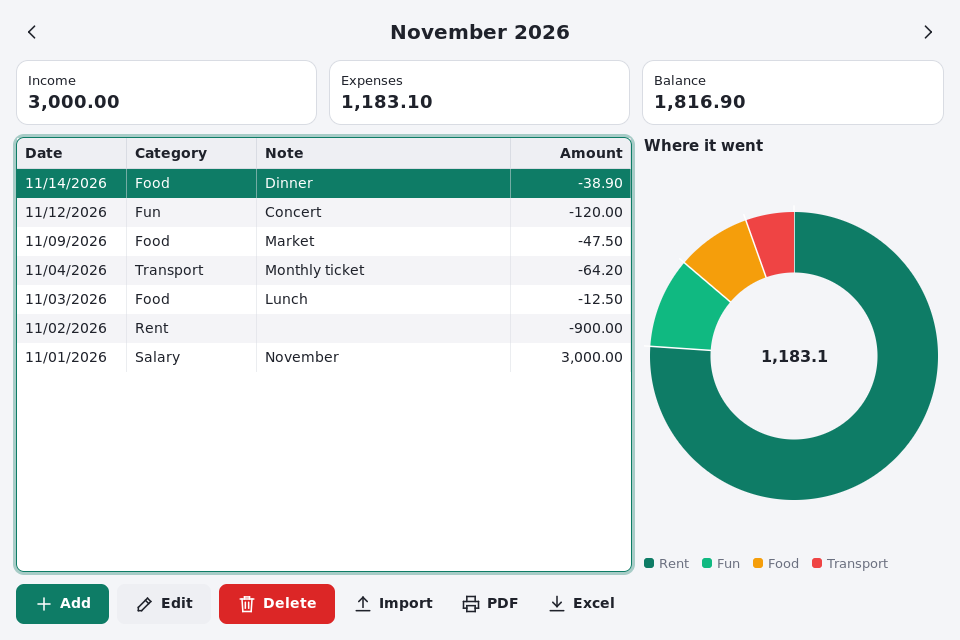 November 2026
Income
3,000.00
Expenses
1,183.10
Balance
1,816.90
Date Category Note Amount
11/14/2026 Food Dinner -38.90
11/12/2026 Fun Concert -120.00
11/09/2026 Food Market -47.50
11/04/2026 Transport Monthly ticket -64.20
11/03/2026 Food Lunch -12.50
11/02/2026 Rent -900.00
11/01/2026 Salary November 3,000.00
Where it went
1,183.1
Rent Fun Food Transport
Add Edit Delete Import PDF Excel